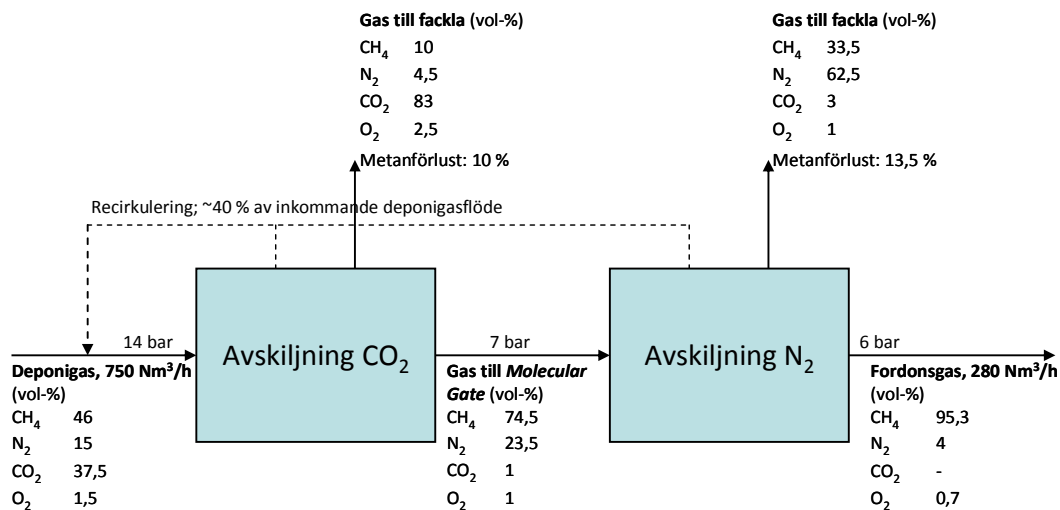 Gas till fackla (vol-%)
CH4 10
N2 4,5
CO2 83
O2 2,5
Metanförlust: 10 %
Gas till fackla (vol-%)
CH4 33,5
N2 62,5
CO2 3
O2 1
Metanförlust: 13,5 %
Recirkulering; ~40 % av inkommande deponigasflöde
14 bar
Avskiljning CO2
7 bar
Avskiljning N2
6 bar
Deponigas, 750 Nm³/h
(vol-%)
CH4 46
N2 15
CO2 37,5
O2 1,5
Gas till Molecular
Gate (vol-%)
CH4 74,5
N2 23,5
CO2 1
O2 1
Fordonsgas, 280 Nm³/h
(vol-%)
CH4 95,3
N2 4
CO2 -
O2 0,7